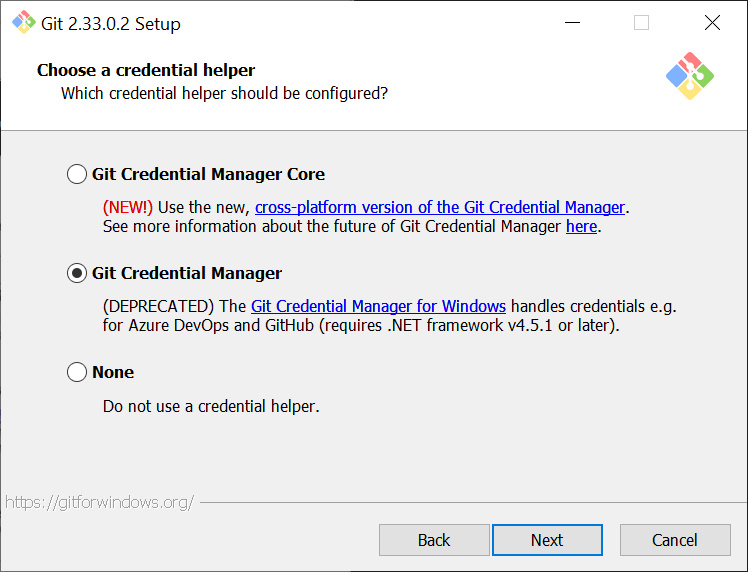 Git 2.33.0.2 Setup
Choose a credential helper
Which credential helper should be configured?
Git Credential Manager Core
(NEW!) Use the new, cross-platform version of the Git Credential Manager.
See more information about the future of Git Credential Manager here.
Git Credential Manager
(DEPRECATED) The Git Credential Manager for Windows handles credentials e.g.
for Azure DevOps and GitHub (requires .NET framework v4.5.1 or later).
None
Do not use a credential helper.
https://gitforwindows.org/
Back Next Cancel